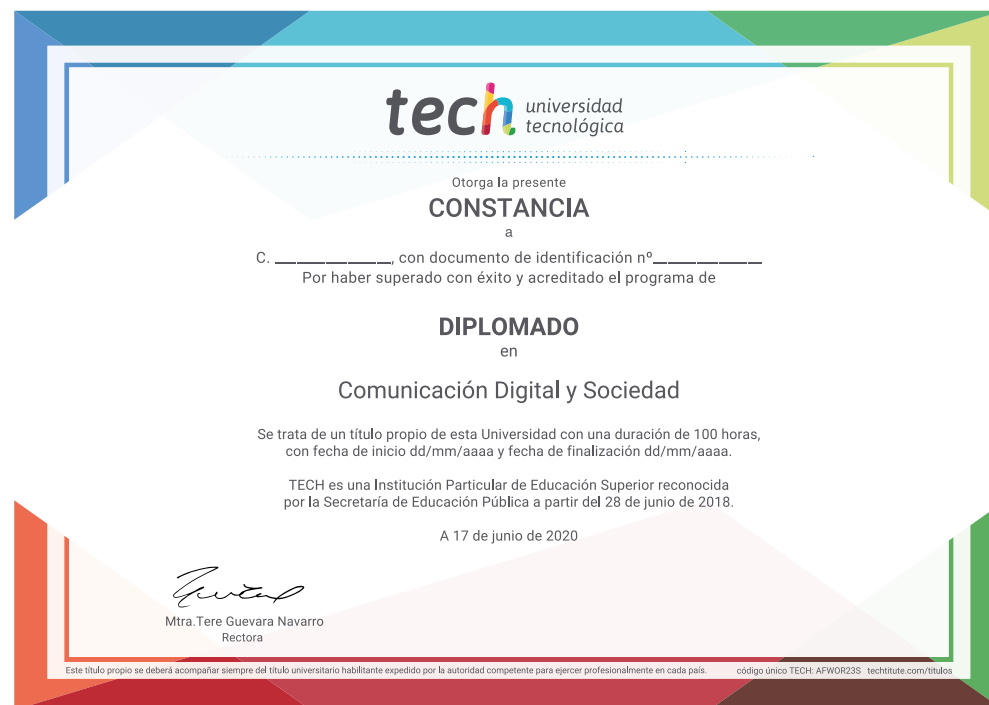 tech universidad
tecnológica
Otorga la presente
CONSTANCIA
a
C. ________________, con documento de identificación nº_______________
Por haber superado con éxito y acreditado el programa de
DIPLOMADO
en
Comunicación Digital y Sociedad
Se trata de un título propio de esta Universidad con una duración de 100 horas,
con fecha de inicio dd/mm/aaaa y fecha de finalización dd/mm/aaaa.
TECH es una Institución Particular de Educación Superior reconocida
por la Secretaría de Educación Pública a partir del 28 de junio de 2018.
A 17 de junio de 2020
Mtra.Tere Guevara Navarro
Rectora
Este título propio se deberá acompañar siempre del título universitario habilitante expedido por la autoridad competente para ejercer profesionalmente en cada país. código único TECH: AFWOR23S techtitute.com/titulos